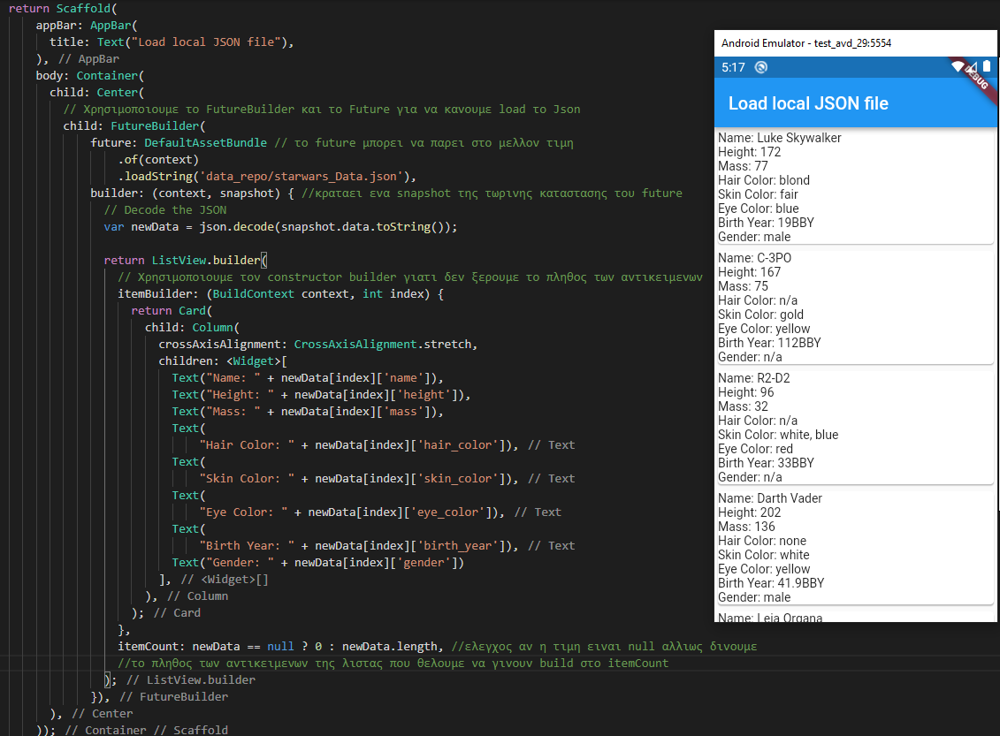 return Scaffold(
appBar: AppBar(
title: Text("Load local JSON file"),
), // AppBar
body: Container(
child: Center(
// Χρησιμοποιουμε το FutureBuilder και το Future για να κανουμε load το Json
child: FutureBuilder(
future: DefaultAssetBundle // το future μπορει να παρει στο μελλον τιμη
.of(context)
.loadString('data_repo/starwars_Data.json'),
builder: (context, snapshot) { //κραταει ενα snapshot της τωρινης καταστασης του future
// Decode the JSON
var newData = json.decode(snapshot.data.toString());
return ListView.builder(
// Χρησιμοποιουμε τον constructor builder γιατι δεν ξερουμε το πληθος των αντικειμενων
itemBuilder: (BuildContext context, int index) {
return Card(
child: Column(
crossAxisAlignment: CrossAxisAlignment.stretch,
children: <Widget>[
Text("Name: " + newData[index]['name']),
Text("Height: " + newData[index]['height']),
Text("Mass: " + newData[index]['mass']),
Text(
"Hair Color: " + newData[index]['hair_color']), // Text
Text(
"Skin Color: " + newData[index]['skin_color']), // Text
Text(
"Eye Color: " + newData[index]['eye_color']), // Text
Text(
"Birth Year: " + newData[index]['birth_year']), // Text
Text("Gender: " + newData[index]['gender'])
], // <Widget>[]
), // Column
); // Card
},
itemCount: newData == null ? 0 : newData.length, //ελεγχος αν η τιμη ειναι null αλλιως δινουμε
//το πληθος των αντικειμενων της λιστας που θελουμε να γινουν build στο itemCount
); // ListView.builder
}), // FutureBuilder
), // Center
)); // Container // Scaffold
Android Emulator - test_avd_29:5554
5:17
DEBUG
Load local JSON file
Name: Luke Skywalker
Height: 172
Mass: 77
Hair Color: blond
Skin Color: fair
Eye Color: blue
Birth Year: 19BBY
Gender: male
Name: C-3PO
Height: 167
Mass: 75
Hair Color: n/a
Skin Color: gold
Eye Color: yellow
Birth Year: 112BBY
Gender: n/a
Name: R2-D2
Height: 96
Mass: 32
Hair Color: n/a
Skin Color: white, blue
Eye Color: red
Birth Year: 33BBY
Gender: n/a
Name: Darth Vader
Height: 202
Mass: 136
Hair Color: none
Skin Color: white
Eye Color: yellow
Birth Year: 41.9BBY
Gender: male
Name: Leia Organa